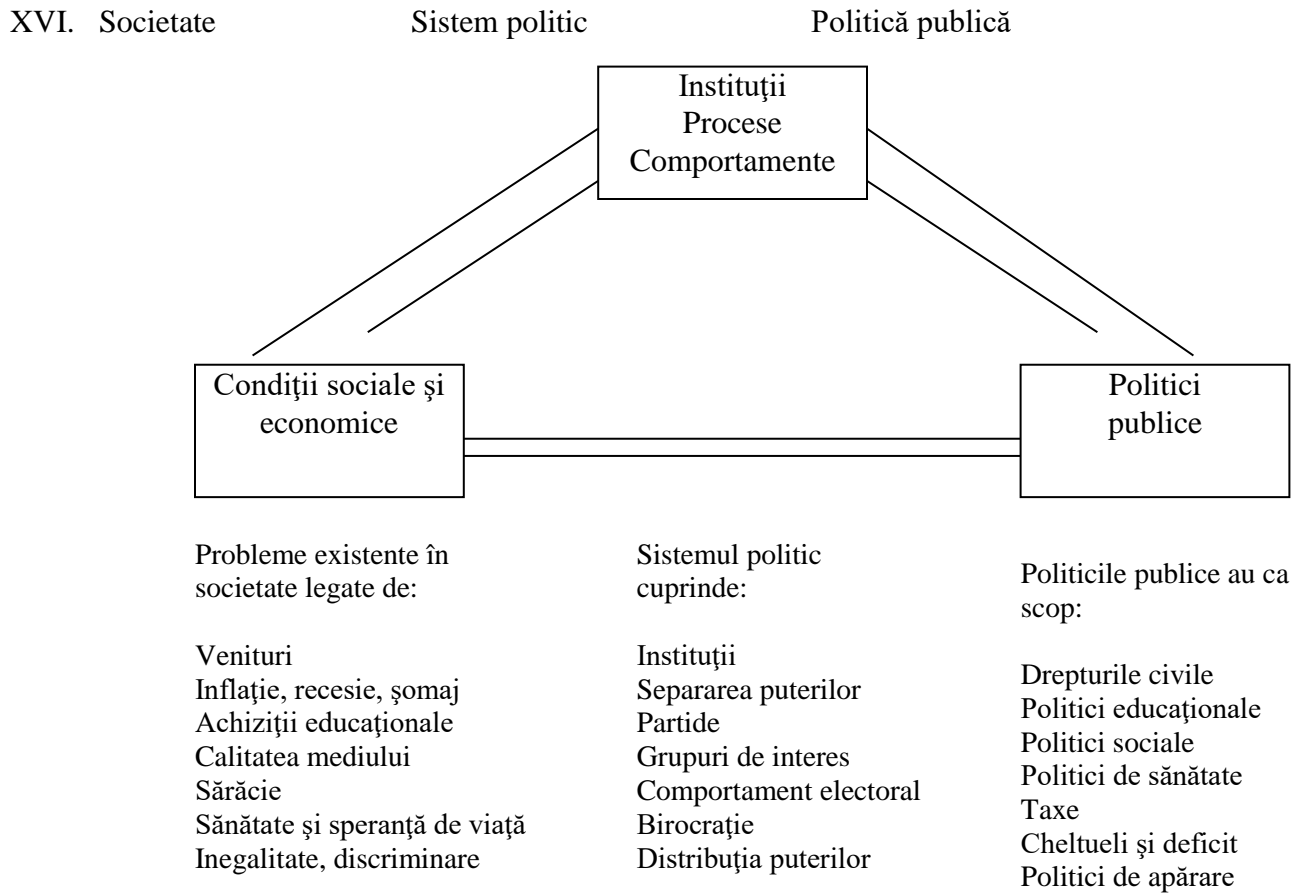 XVI. Societate Sistem politic Politică publică
Instituţii
Procese
Comportamente
Condiţii sociale şi
economice
Politici
publice
Probleme existente în
societate legate de:
Venituri
Inflaţie, recesie, şomaj
Achiziţii educaţionale
Calitatea mediului
Sărăcie
Sănătate şi speranţă de viaţă
Inegalitate, discriminare
Sistemul politic
cuprinde:
Instituţii
Separarea puterilor
Partide
Grupuri de interes
Comportament electoral
Birocraţie
Distribuţia puterilor
Politicile publice au ca
scop:
Drepturile civile
Politici educaţionale
Politici sociale
Politici de sănătate
Taxe
Cheltueli şi deficit
Politici de apărare